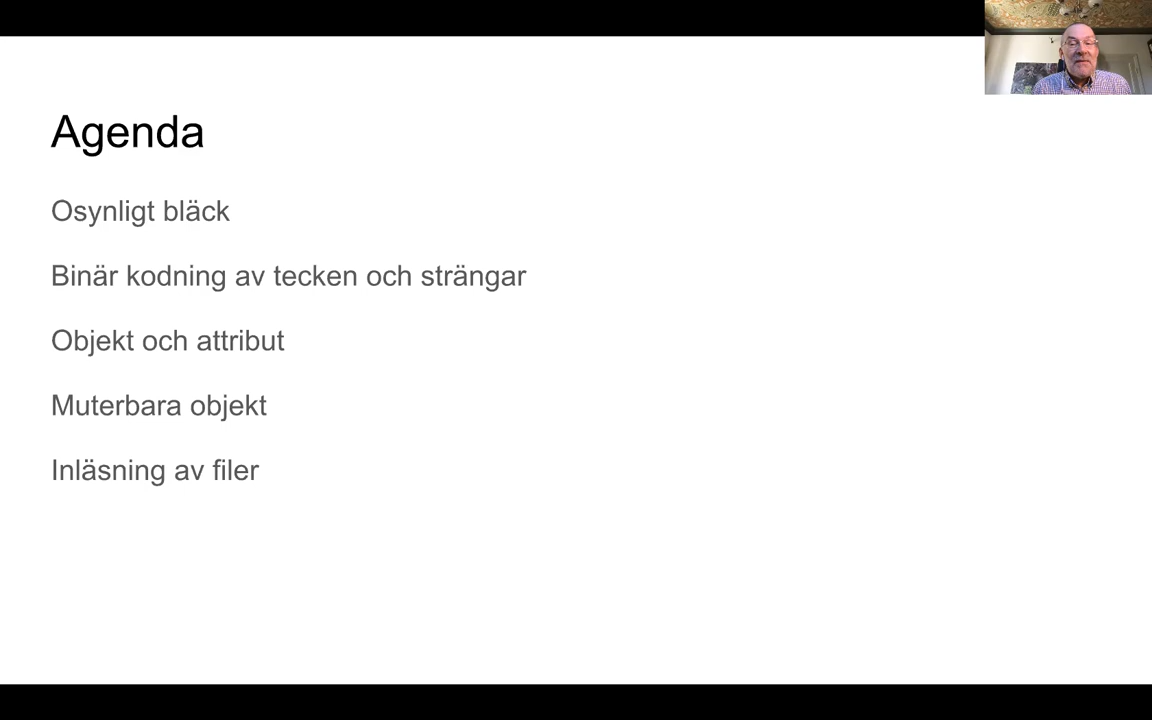 Agenda
Osynligt bläck
Binär kodning av tecken och strängar
Objekt och attribut
Muterbara objekt
Inläsning av filer